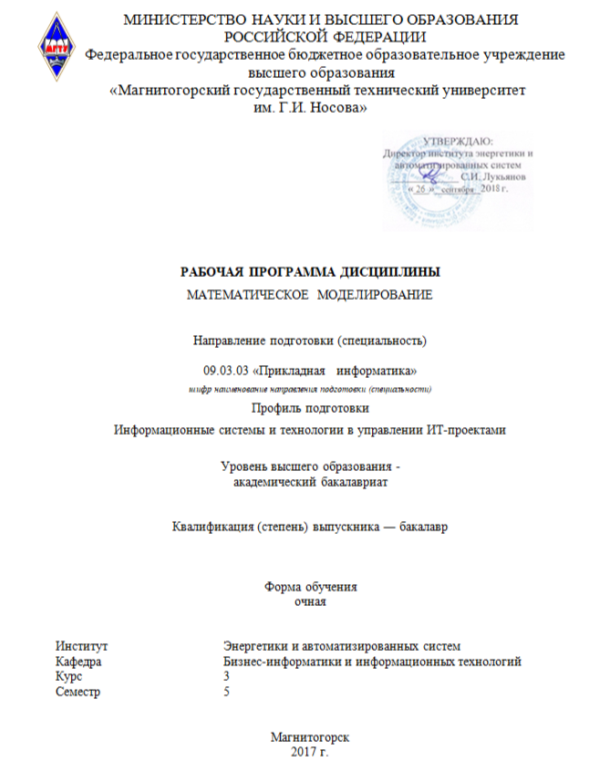 МИНИСТЕРСТВО НАУКИ И ВЫСШЕГО ОБРАЗОВАНИЯ
РОССИЙСКОЙ ФЕДЕРАЦИИ
Федеральное государственное бюджетное образовательное учреждение
высшего образования
«Магнитогорский государственный технический университет
им. Г.И. Носова»
МГТУ
УТВЕРЖДАЮ:
Директор института энергетики и
автоматизированных систем
С.И. Лукьянов
« 26 » сентября 2018 г.
РАБОЧАЯ ПРОГРАММА ДИСЦИПЛИНЫ
МАТЕМАТИЧЕСКОЕ МОДЕЛИРОВАНИЕ
Направление подготовки (специальность)
09.03.03 «Прикладная информатика»
шифр наименование направления подготовки (специальности)
Профиль подготовки
Информационные системы и технологии в управлении ИТ-проектами
Уровень высшего образования -
академический бакалавриат
Квалификация (степень) выпускника — бакалавр
Форма обучения
очная
Институт Энергетики и автоматизированных систем
Кафедра Бизнес-информатики и информационных технологий
Курс 3
Семестр 5
Магнитогорск
2017 г.